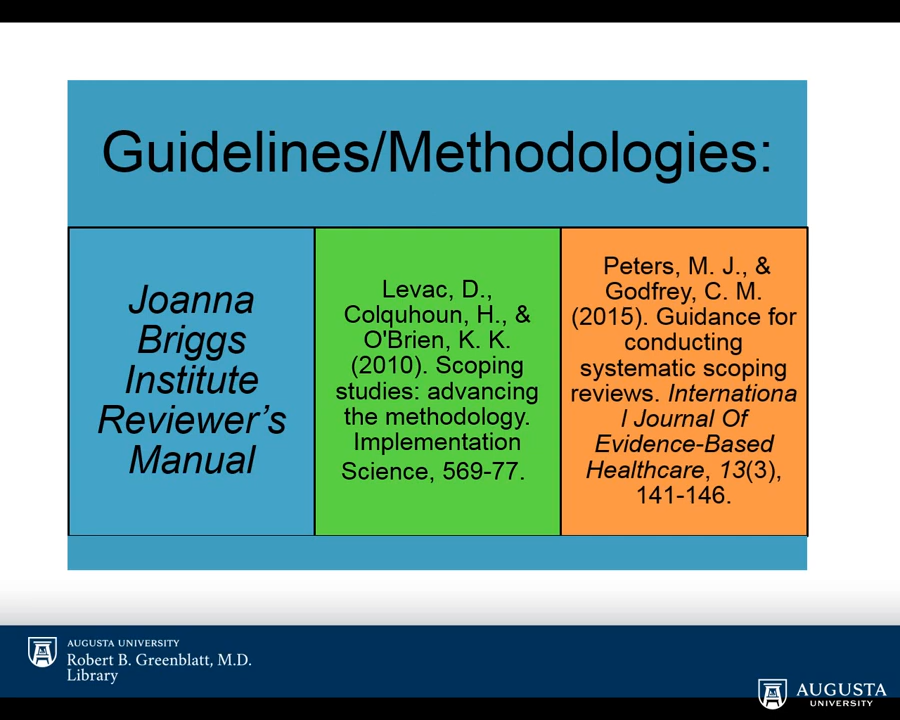 Guidelines/Methodologies:
Joanna
Briggs
Institute
Reviewer's
Manual
Levac, D.,
Colquhoun, H., &
O'Brien, K. K.
(2010). Scoping
studies: advancing
the methodology.
Implementation
Science, 569-77.
Peters, M. J., &
Godfrey, C. M.
(2015). Guidance for
conducting
systematic scoping
reviews. Internationa
l Journal Of
Evidence-Based
Healthcare, 13(3),
141-146.
AUGUSTA UNIVERSITY
Robert B. Greenblatt, M.D.
Library
AUGUSTA
UNIVERSITY